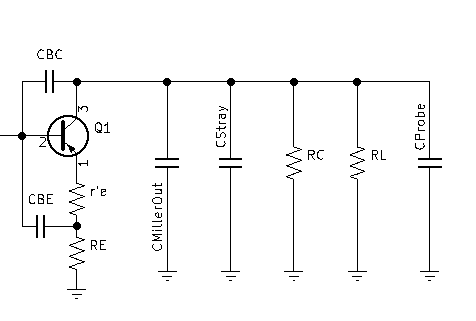 CBC
3
Q1
2
1
CBE
r'e
RE
CMillerOut
CStray
RC
RL
CProbe